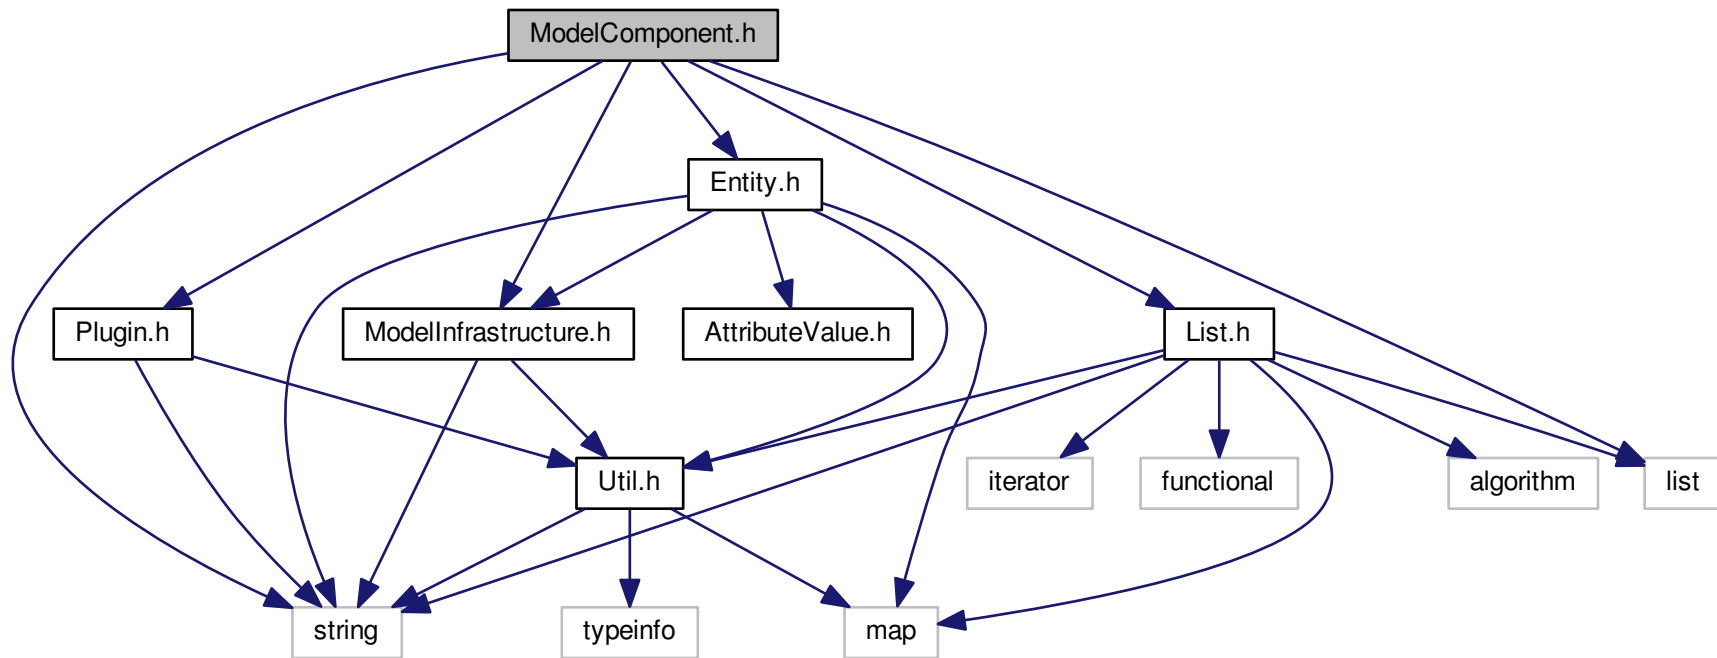 ModelComponent.h
Entity.h
Plugin.h
ModelInfrastructure.h
AttributeValue.h
List.h
Util.h
iterator
functional
algorithm
list
string
typeinfo
map